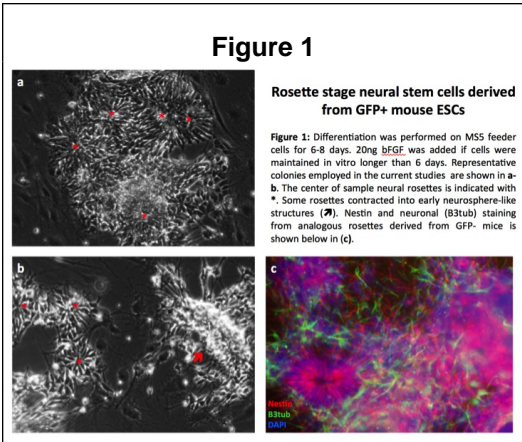 Figure 1
a
Rosette stage neural stem cells derived
from GFP+ mouse ESCs
Figure 1: Differentiation was performed on MS5 feeder
cells for 6-8 days. 20ng bFGF was added if cells were
maintained in vitro longer than 6 days. Representative
colonies employed in the current studies are shown in a-
b. The center of sample neural rosettes is indicated with
*. Some rosettes contracted into early neurosphere-like
structures (↗). Nestin and neuronal (B3tub) staining
from analogous rosettes derived from GFP- mice is
shown below in (c).
b
c
Nestin
B3tub
DAPI